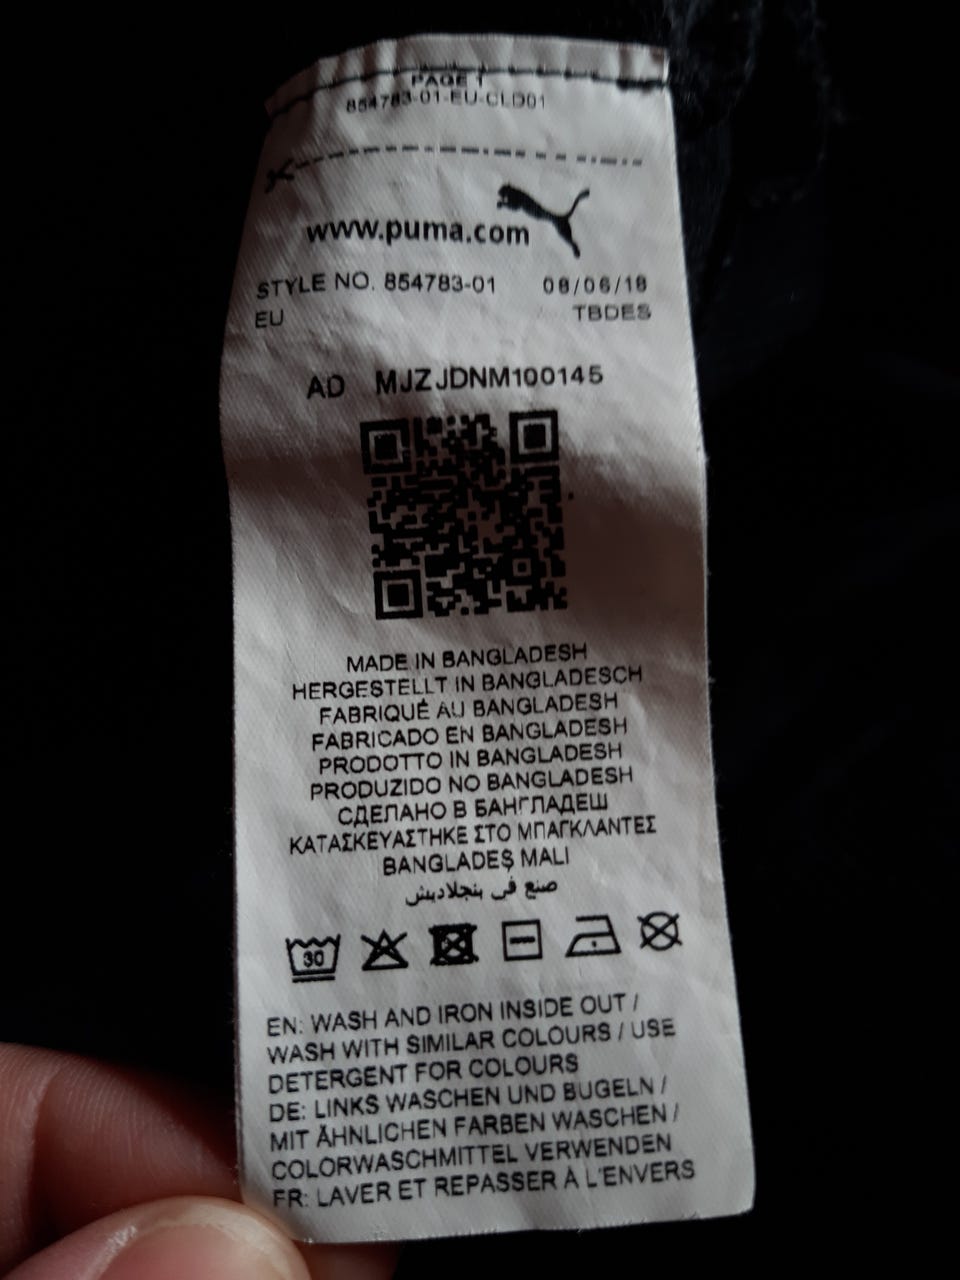 PAGE 1
854783-01-EU-CLD01
www.puma.com
STYLE NO. 854783-01 08/06/18
EU TBDES
AD MJZJDNM100145
MADE IN BANGLADESH
HERGESTELLT IN BANGLADESCH
FABRIQUÉ AU BANGLADESH
FABRICADO EN BANGLADESH
PRODOTTO IN BANGLADESH
PRODUZIDO NO BANGLADESH
СДЕЛАНО В БАНГЛАДЕШ
ΚΑΤΑΣΚΕΥΑΣΤΗΚΕ ΣΤΟ ΜΠΑΓΚΛΑΝΤΕΣ
BANGLADEŞ MALI
صنع في بنجلاديش
30
EN: WASH AND IRON INSIDE OUT /
WASH WITH SIMILAR COLOURS / USE
DETERGENT FOR COLOURS
DE: LINKS WASCHEN UND BUGELN /
MIT ÄHNLICHEN FARBEN WASCHEN /
COLORWASCHMITTEL VERWENDEN
FR: LAVER ET REPASSER À L'ENVERS